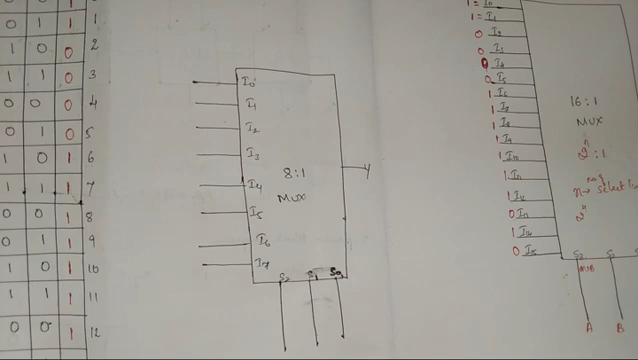 0 1 1 1
1 0 0 2
1 1 0 3
0 0 0 4
0 1 0 5
1 0 1 6
1 1 1 7
0 0 1 8
0 1 1 9
1 0 1 10
1 1 1 11
0 0 1 12
I0
I1
I2
I3
I4
I5
I6
I7
8:1
MUX
Y
S2 S1 S0
1 = I0
1 = I1
0 I2
0 I3
0 I4
0 I5
1 I6
1 I7
1 I8
1 I9
1 I10
1 I11
1 I12
0 I13
1 I14
0 I15
16:1
MUX
2ⁿ:1
n→ select
2ⁿ
MSB
A B